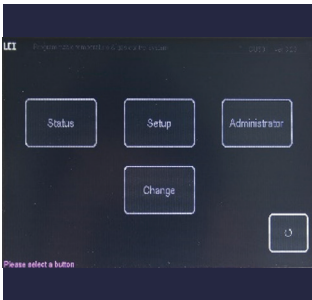 LCI
Status
Setup
Administrator
Change
Please select a button